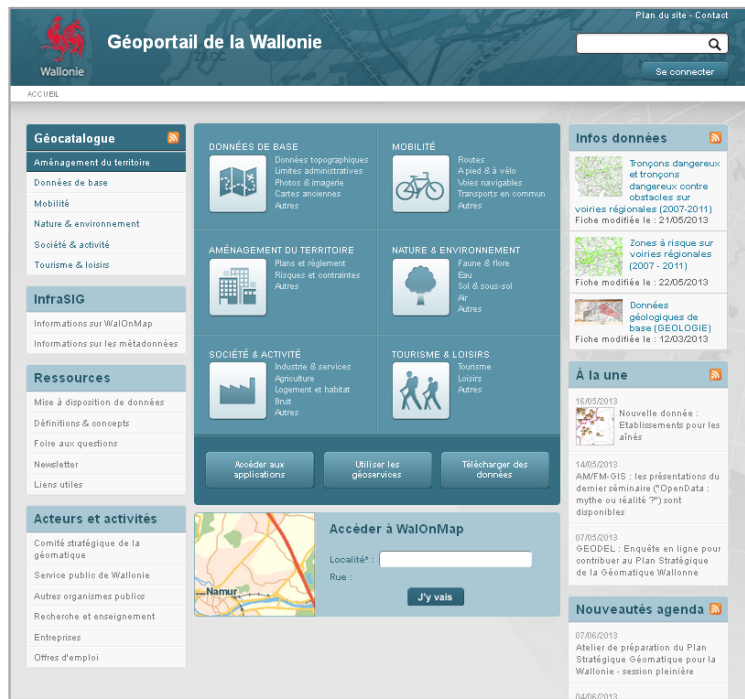 Plan du site - Contact
Géoportail de la Wallonie
Wallonie
Se connecter
ACCUEIL
Géocatalogue
Aménagement du territoire
Données de base
Mobilité
Nature & environnement
Société & activité
Tourisme & loisirs
InfraSIG
Informations sur WalOnMap
Informations sur les métadonnées
Ressources
Mise à disposition de données
Définitions & concepts
Foire aux questions
Newsletter
Liens utiles
Acteurs et activités
Comité stratégique de la
géomatique
Service public de Wallonie
Autres organismes publics
Recherche et enseignement
Entreprises
Offres d'emploi
DONNÉES DE BASE
Données topographiques
Limites administratives
Photos & imagerie
Cartes anciennes
Autres
MOBILITÉ
Routes
A pied & à vélo
Voies navigables
Transports en commun
Autres
AMÉNAGEMENT DU TERRITOIRE
Plans et règlement
Risques et contraintes
Autres
NATURE & ENVIRONNEMENT
Faune & flore
Eau
Sol & sous-sol
Air
Autres
SOCIÉTÉ & ACTIVITÉ
Industrie & services
Agriculture
Logement et habitat
Bruit
Autres
TOURISME & LOISIRS
Tourisme
Loisirs
Autres
Accéder aux
applications
Utiliser les
géoservices
Télécharger des
données
Namur
Accéder à WalOnMap
Localité* :
Rue :
J'y vais
Infos données
Tronçons dangereux
et tronçons
dangereux contre
obstacles sur
voiries régionales (2007-2011)
Fiche modifiée le : 21/05/2013
Zones à risque sur
voiries régionales
(2007 - 2011)
Fiche modifiée le : 22/05/2013
Données
géologiques de
base (GEOLOGIE)
Fiche modifiée le : 12/03/2013
À la une
16/05/2013
Nouvelle donnée :
Etablissements pour les
aînés
14/05/2013
AM/FM-GIS : les présentations du
dernier séminaire ("OpenData :
mythe ou réalité ?") sont
disponibles
07/05/2013
GEODEL : Enquête en ligne pour
contribuer au Plan Stratégique
de la Géomatique Wallonne
Nouveautés agenda
07/06/2013
Atelier de préparation du Plan
Stratégique Géomatique pour la
Wallonie - session pleinière
04/06/2013